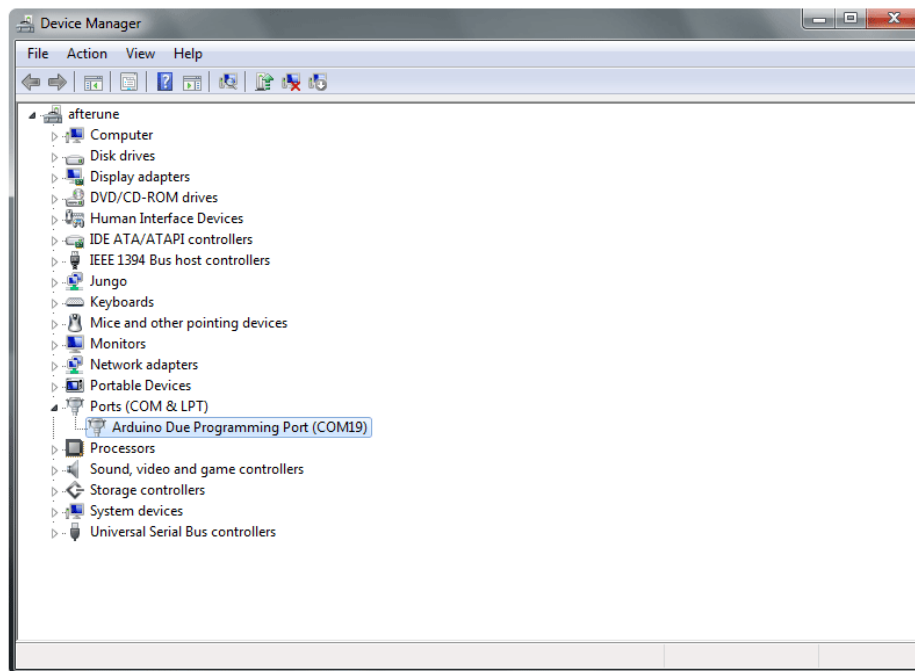 Device Manager
File Action View Help
afterune
Computer
Disk drives
Display adapters
DVD/CD-ROM drives
Human Interface Devices
IDE ATA/ATAPI controllers
IEEE 1394 Bus host controllers
Jungo
Keyboards
Mice and other pointing devices
Monitors
Network adapters
Portable Devices
Ports (COM & LPT)
Arduino Due Programming Port (COM19)
Processors
Sound, video and game controllers
Storage controllers
System devices
Universal Serial Bus controllers